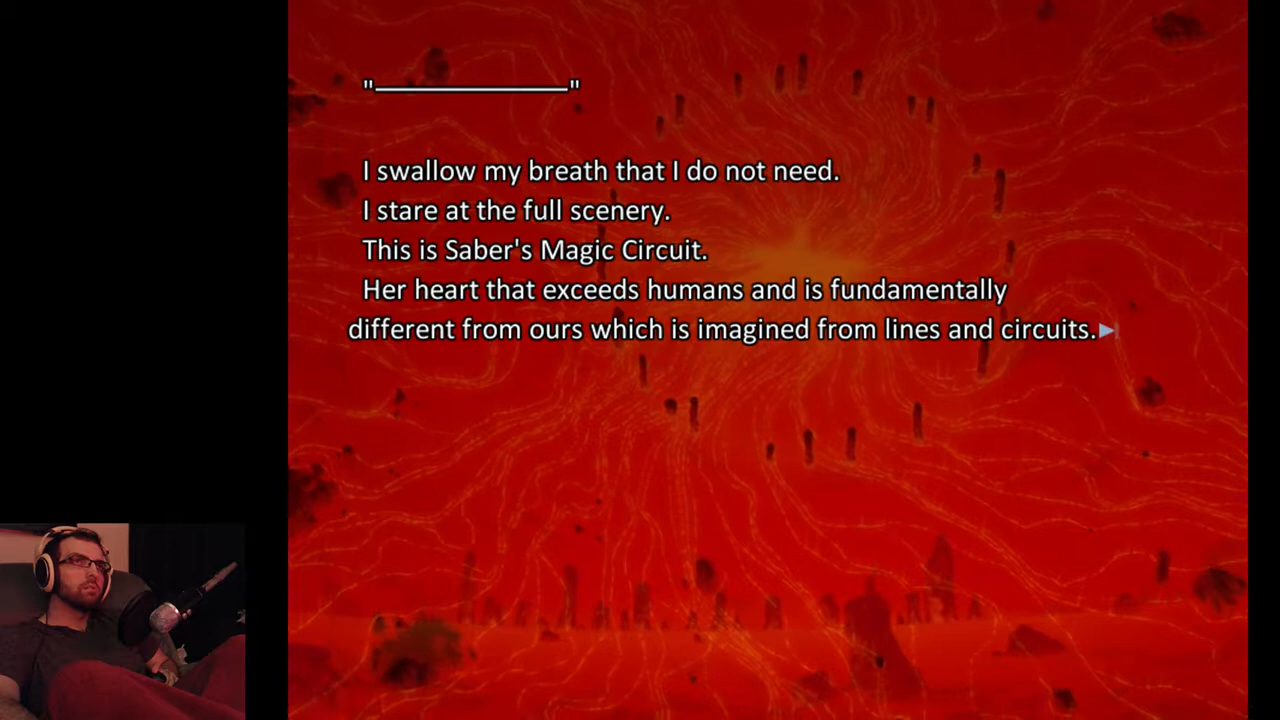 "————————"
I swallow my breath that I do not need.
I stare at the full scenery.
This is Saber's Magic Circuit.
Her heart that exceeds humans and is fundamentally
different from ours which is imagined from lines and circuits.